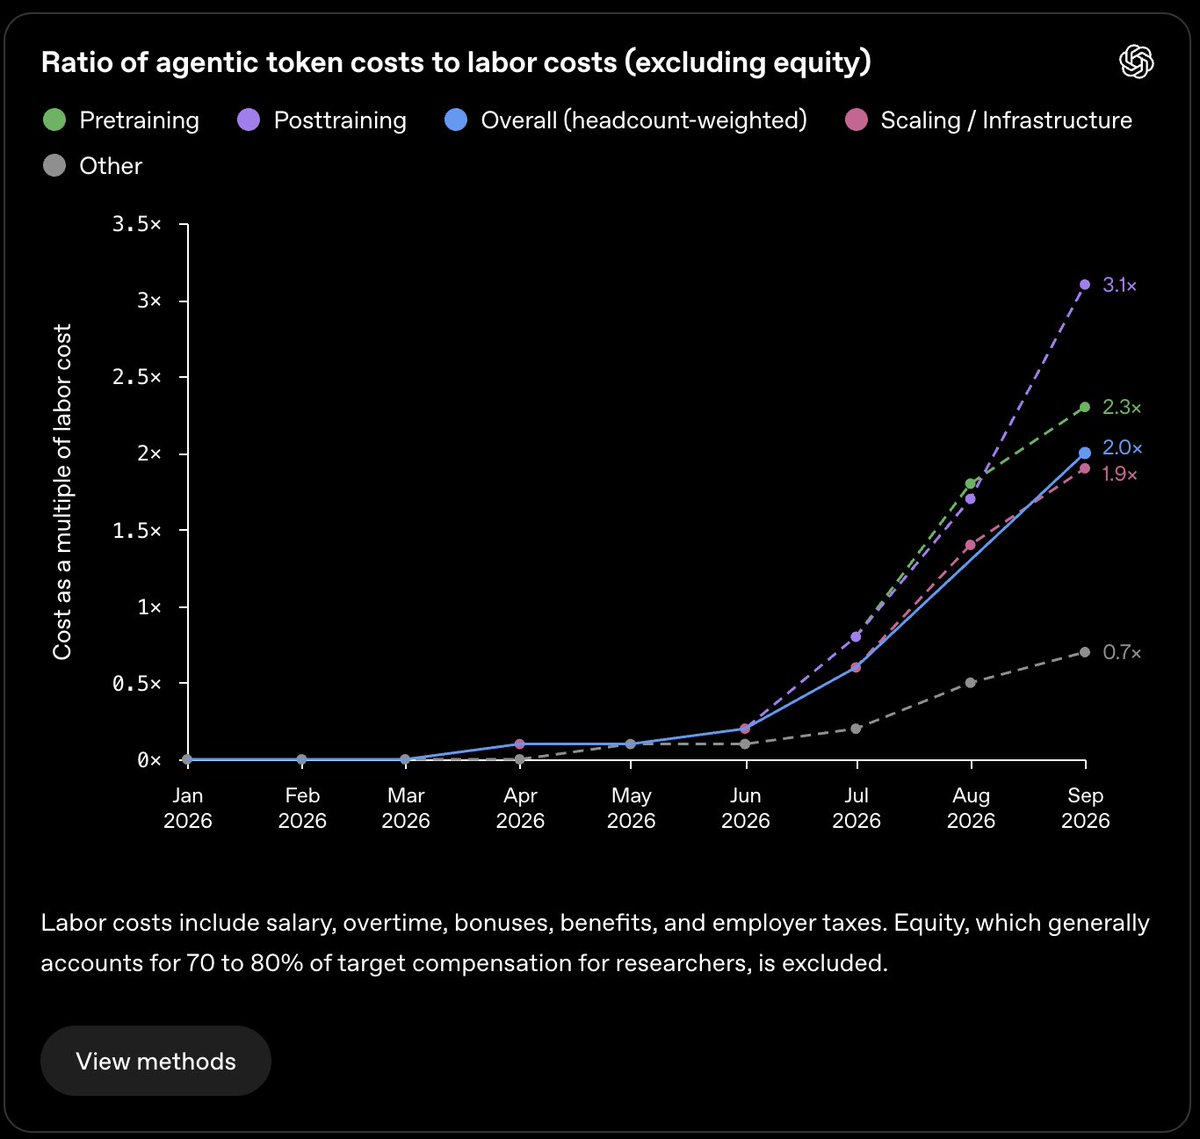 Ratio of agentic token costs to labor costs (excluding equity)
Pretraining
Posttraining
Overall (headcount-weighted)
Scaling / Infrastructure
Other
Cost as a multiple of labor cost
3.5×
3×
2.5×
2×
1.5×
1×
0.5×
0×
3.1×
2.3×
2.0×
1.9×
0.7×
Jan
2026
Feb
2026
Mar
2026
Apr
2026
May
2026
Jun
2026
Jul
2026
Aug
2026
Sep
2026
Labor costs include salary, overtime, bonuses, benefits, and employer taxes. Equity, which generally
accounts for 70 to 80% of target compensation for researchers, is excluded.
View methods